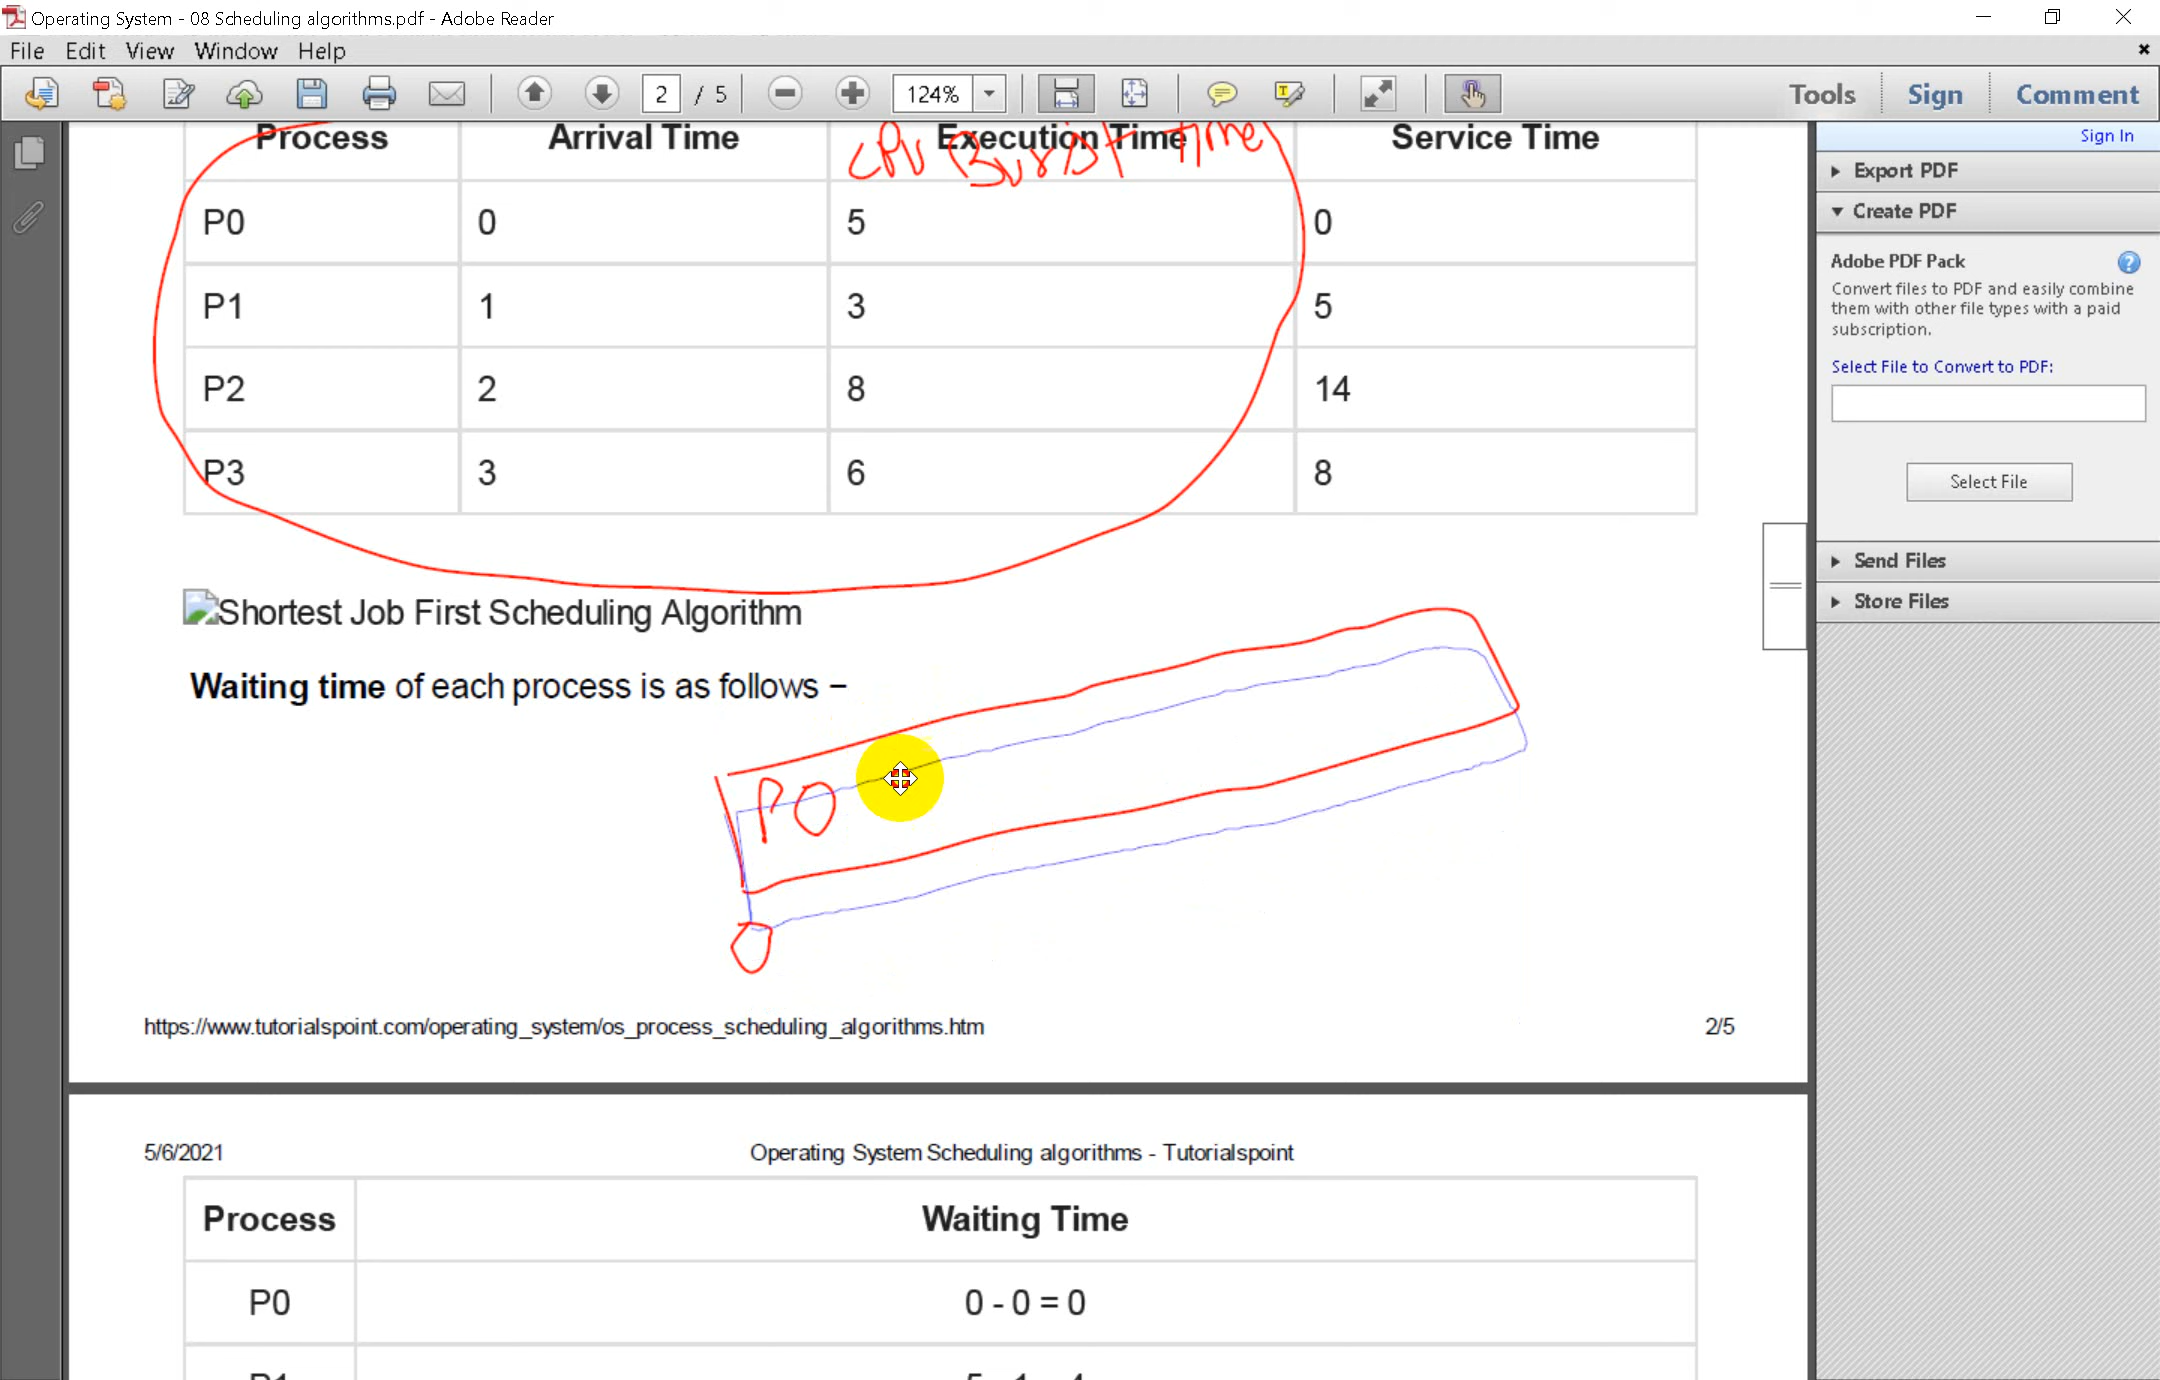 Operating System - 08 Scheduling algorithms.pdf - Adobe Reader
File Edit View Window Help
2 / 5 124% Tools Sign Comment
Sign In
Export PDF
Create PDF
Adobe PDF Pack
Convert files to PDF and easily combine
them with other file types with a paid
subscription.
Select File to Convert to PDF:
Select File
Send Files
Store Files
Process Arrival Time Execution Time Service Time
CPU Burst Time
P0 0 5 0
P1 1 3 5
P2 2 8 14
P3 3 6 8
Shortest Job First Scheduling Algorithm
Waiting time of each process is as follows −
P0
0
https://www.tutorialspoint.com/operating_system/os_process_scheduling_algorithms.htm 2/5
5/6/2021 Operating System Scheduling algorithms - Tutorialspoint
Process Waiting Time
P0 0 - 0 = 0